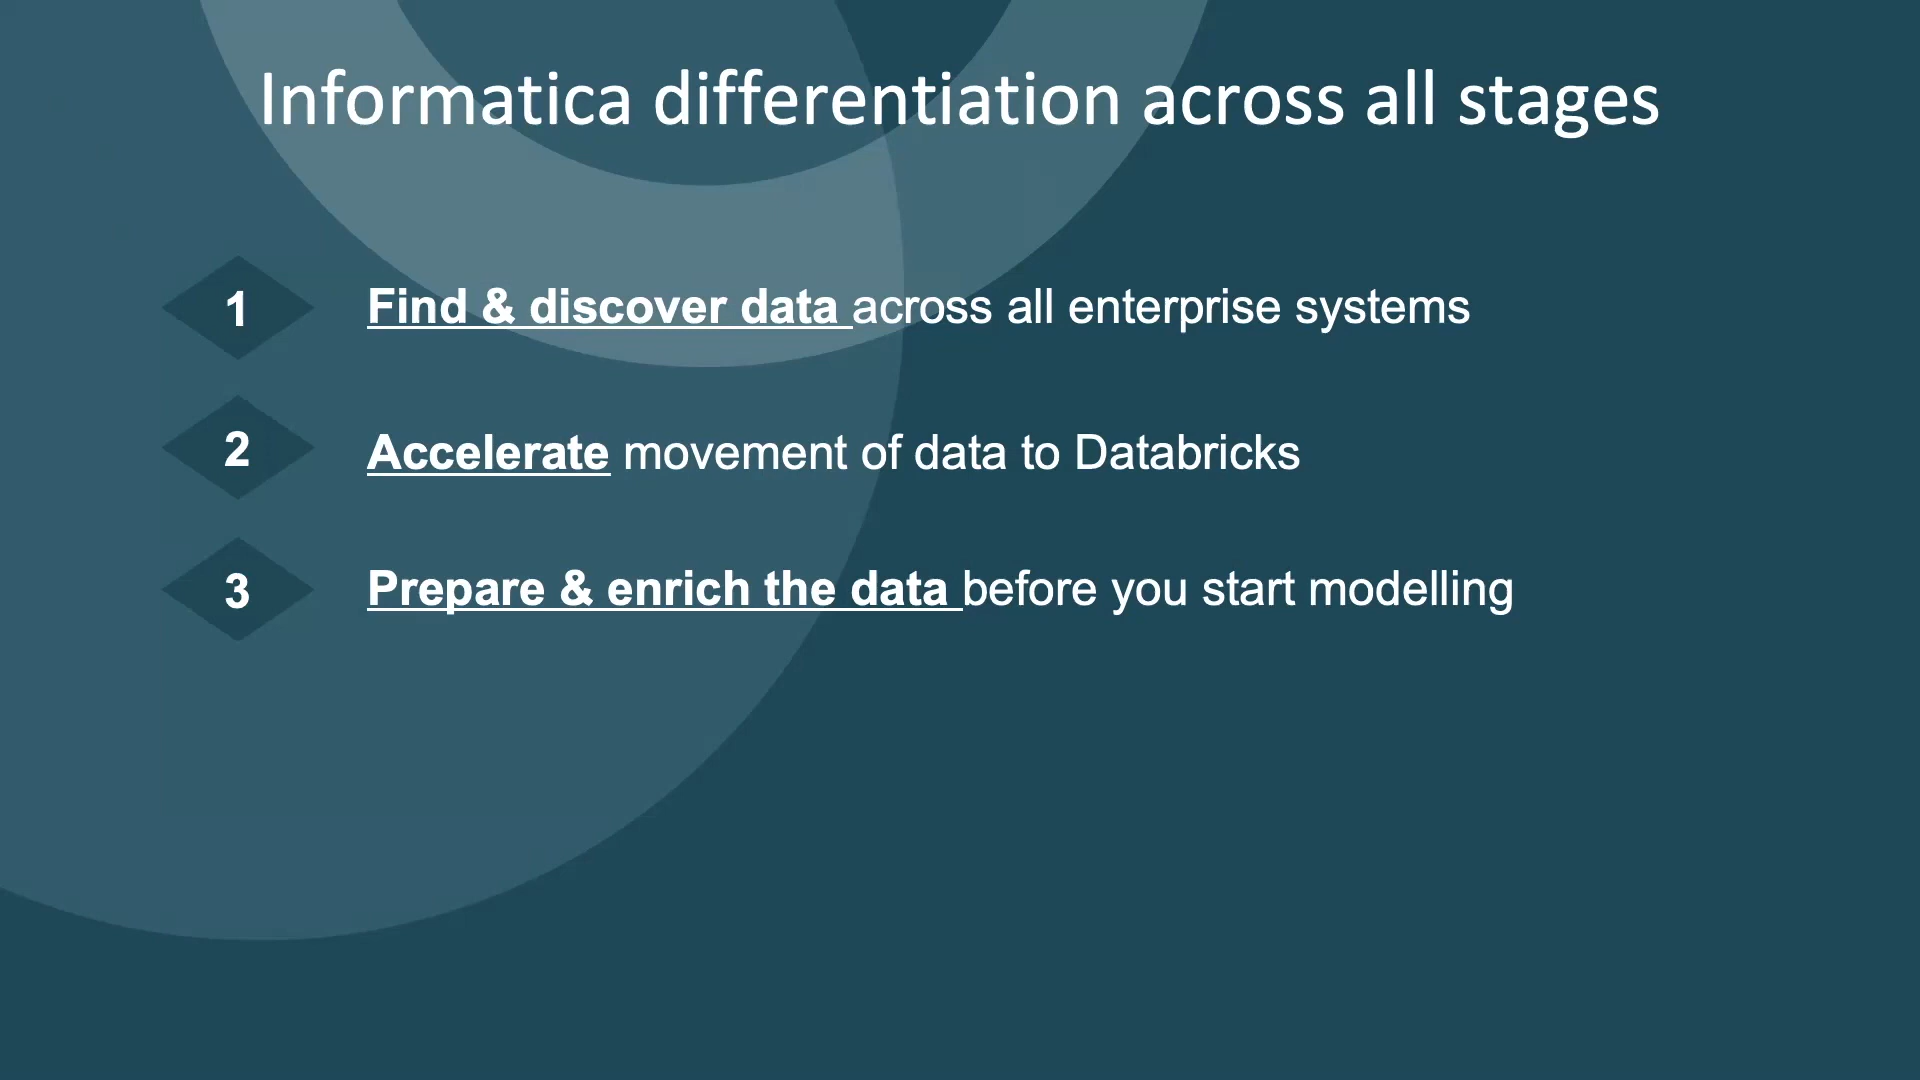 Informatica differentiation across all stages
1 Find & discover data across all enterprise systems
2 Accelerate movement of data to Databricks
3 Prepare & enrich the data before you start modelling